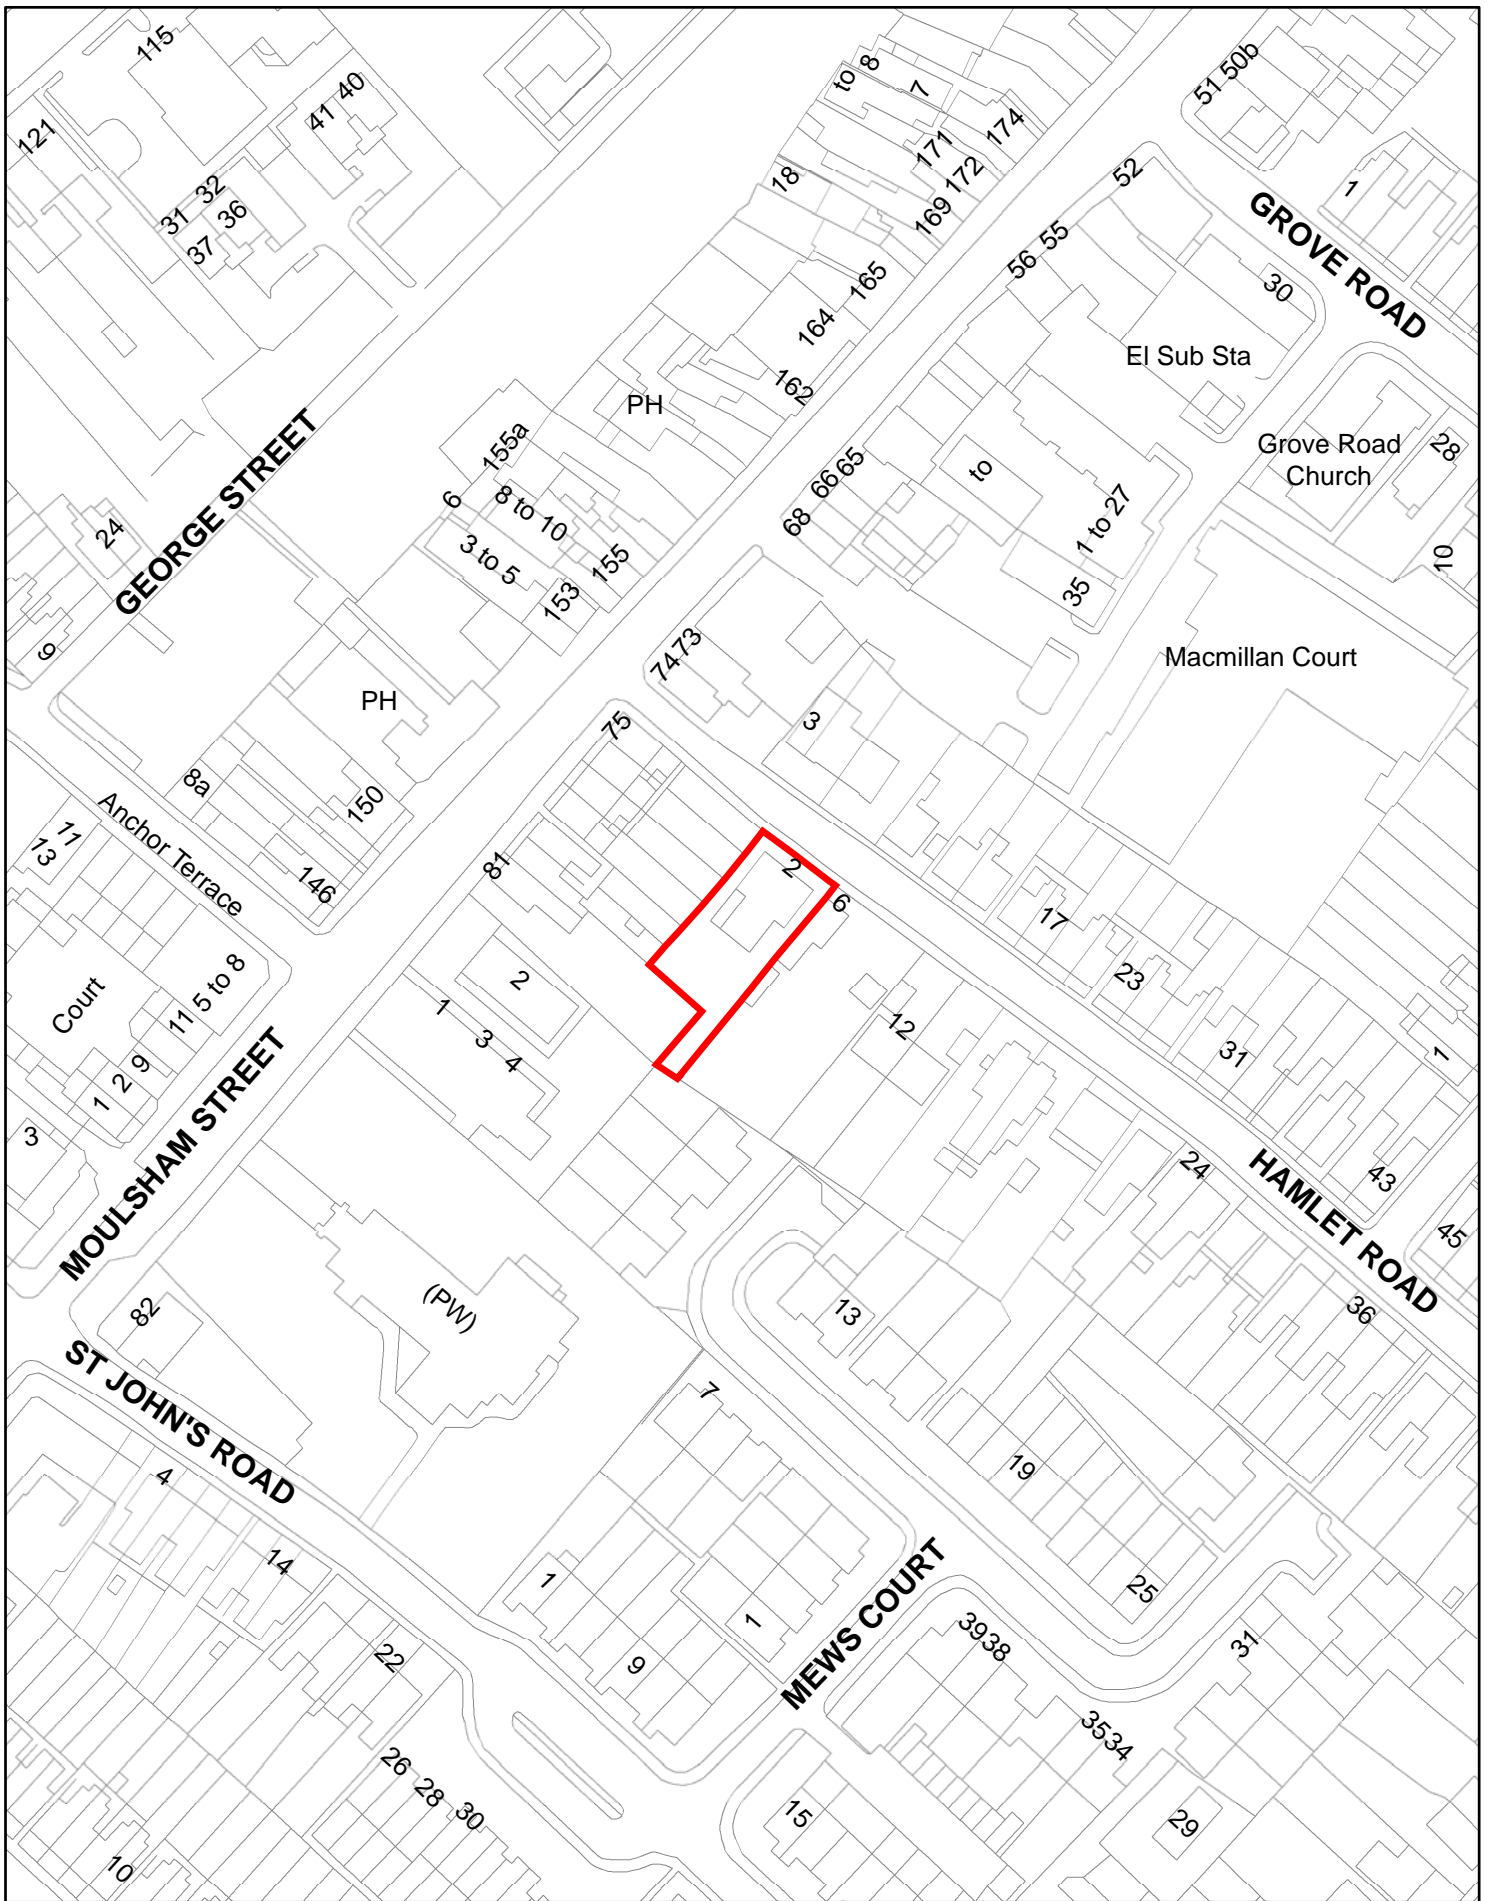 115
41 40
121
31 32
37 36
to 8
7
174
171
172
169
18
165
164
162
51 50b
52
56 55
1
GROVE ROAD
30
El Sub Sta
Grove Road
Church
28
10
PH
155a
6
8 to 10
3 to 5
155
153
66 65
68
to
1 to 27
35
Macmillan Court
GEORGE STREET
24
9
PH
74 73
75
3
8a
150
146
Anchor Terrace
11
13
81
2
6
17
23
31
1
43
45
HAMLET ROAD
12
2
1
3
4
Court
11 5 to 8
1 2 9
3
MOULSHAM STREET
82
(PW)
ST JOHN'S ROAD
24
36
13
7
19
25
4
14
22
1
9
1
MEWS COURT
3938
3534
31
29
15
26
28
30
10